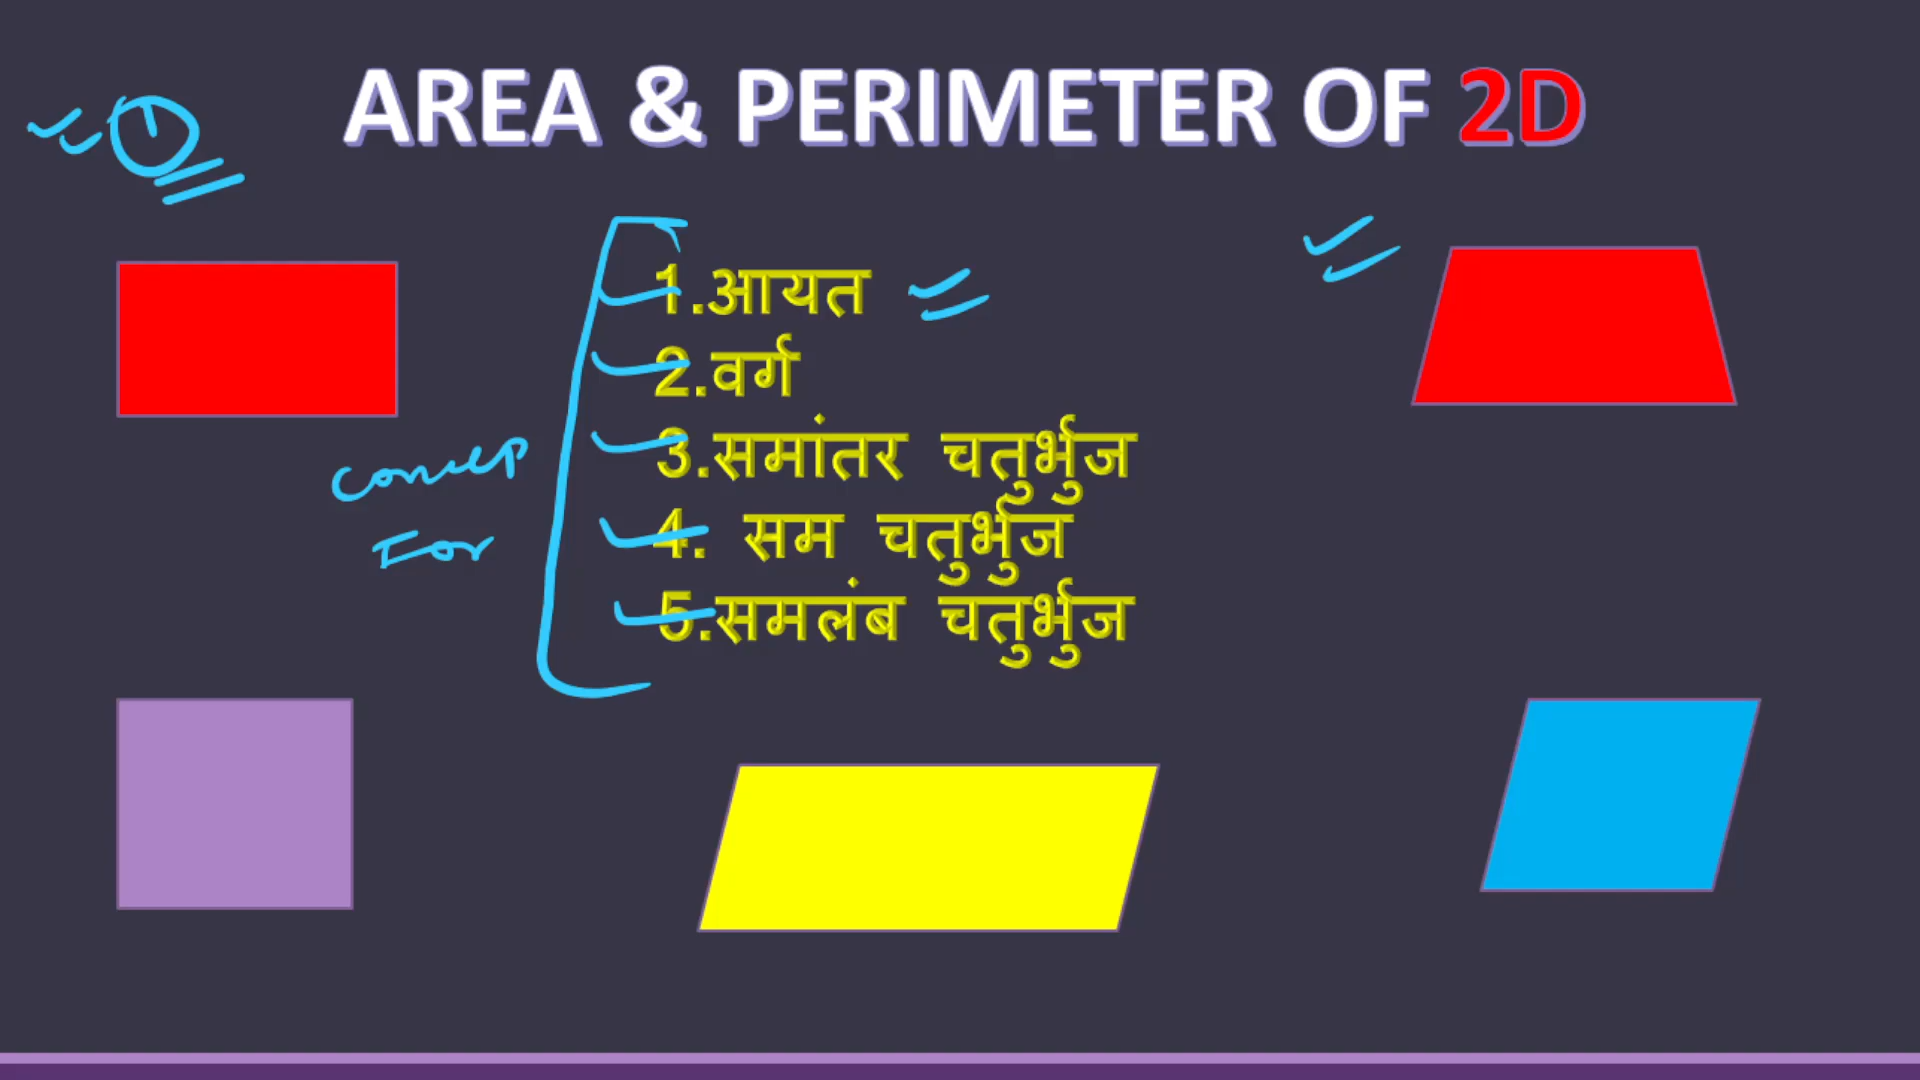 AREA & PERIMETER OF 2D
1.आयत
2.वर्ग
3.समांतर चतुर्भुज
4. सम चतुर्भुज
5.समलंब चतुर्भुज
For